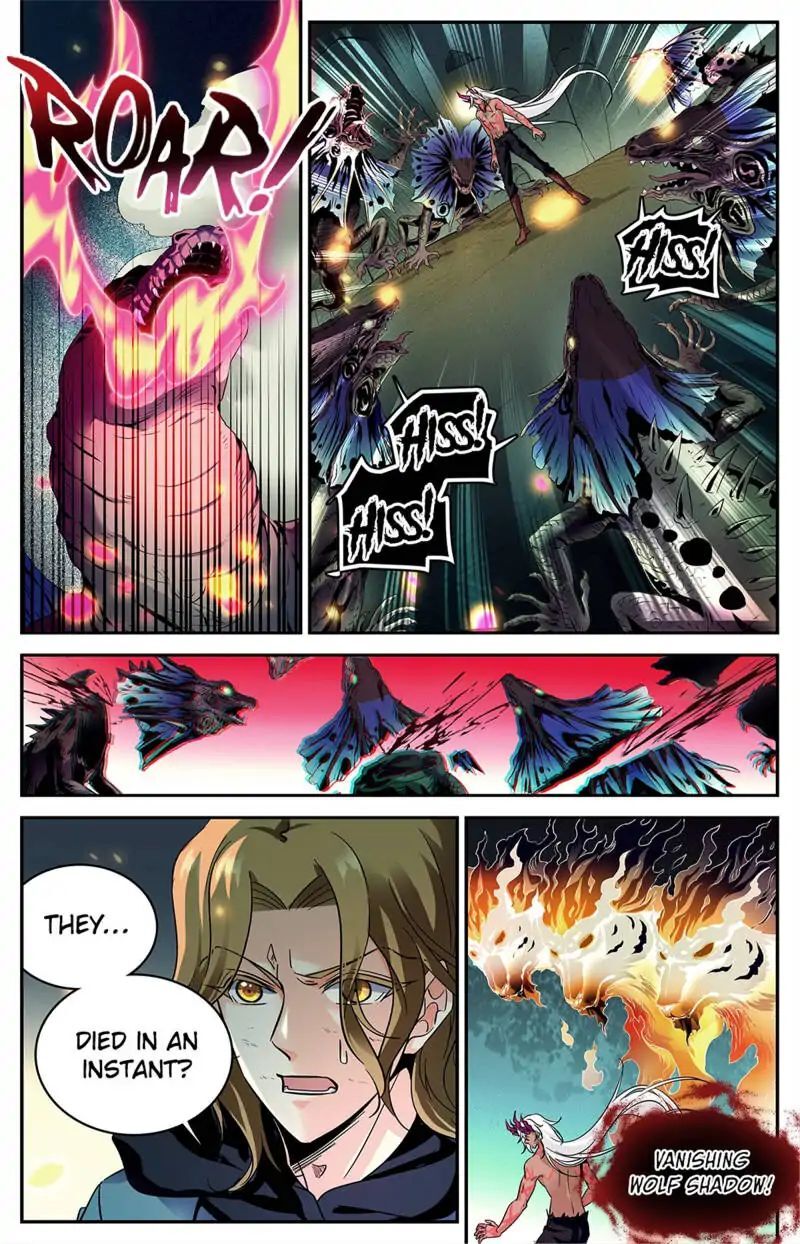 ROAR!
HISS!
HISS!
HISS!
THEY...
DIED IN AN
INSTANT?
VANISHING
WOLF SHADOW!